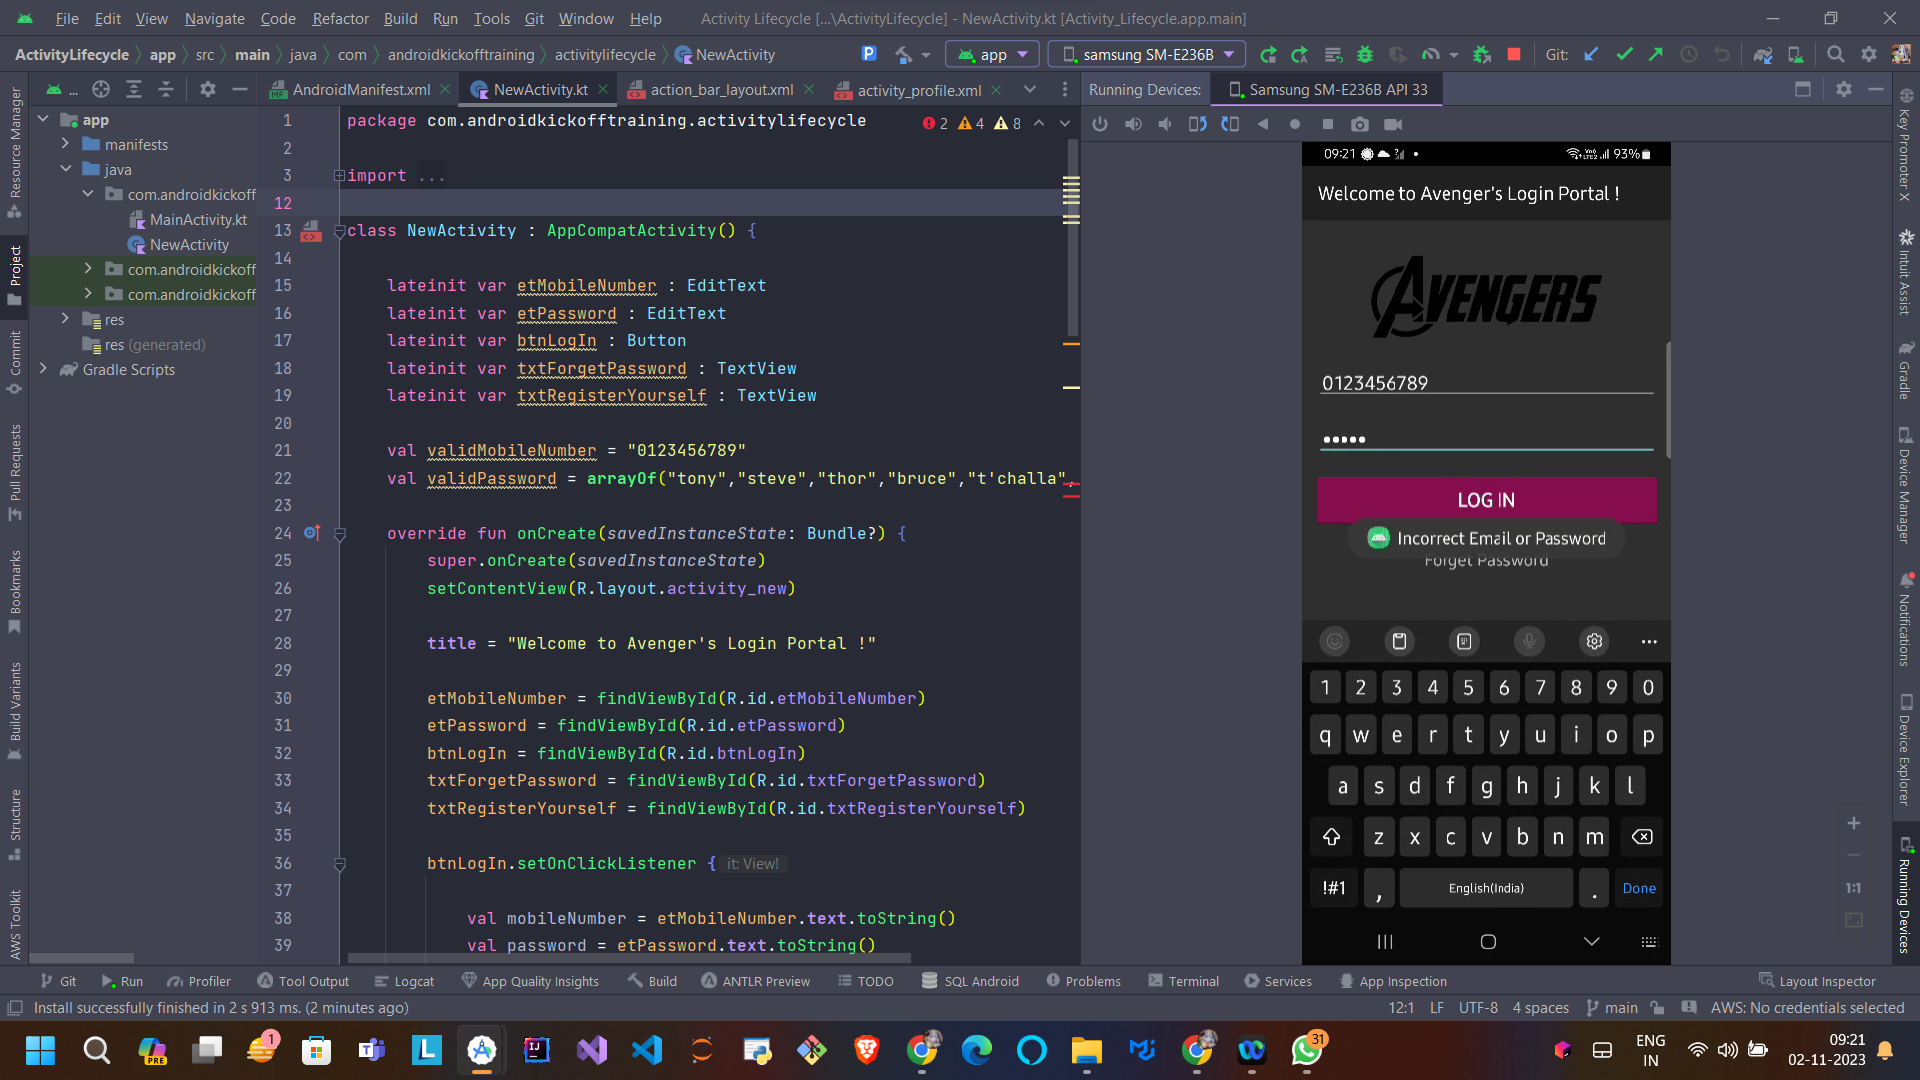 File Edit View Navigate Code Refactor Build Run Tools Git Window Help Activity Lifecycle [...\ActivityLifecycle] - NewActivity.kt [Activity_Lifecycle.app.main]
ActivityLifecycle app src main java com androidkickofftraining activitylifecycle NewActivity P app samsung SM-E236B Git:
... AndroidManifest.xml NewActivity.kt action_bar_layout.xml activity_profile.xml Running Devices: Samsung SM-E236B API 33
Resource Manager
Project
Commit
Pull Requests
Bookmarks
Build Variants
Structure
AWS Toolkit
app
manifests
java
com.androidkickoff
MainActivity.kt
NewActivity
com.androidkickoff
com.androidkickoff
res
res (generated)
Gradle Scripts
2 4 8
1 package com.androidkickofftraining.activitylifecycle
2
3 import ...
12
13 class NewActivity : AppCompatActivity() {
14
15 lateinit var etMobileNumber : EditText
16 lateinit var etPassword : EditText
17 lateinit var btnLogIn : Button
18 lateinit var txtForgetPassword : TextView
19 lateinit var txtRegisterYourself : TextView
20
21 val validMobileNumber = "0123456789"
22 val validPassword = arrayOf("tony","steve","thor","bruce","t'challa",
23
24 override fun onCreate(savedInstanceState: Bundle?) {
25 super.onCreate(savedInstanceState)
26 setContentView(R.layout.activity_new)
27
28 title = "Welcome to Avenger's Login Portal !"
29
30 etMobileNumber = findViewById(R.id.etMobileNumber)
31 etPassword = findViewById(R.id.etPassword)
32 btnLogIn = findViewById(R.id.btnLogIn)
33 txtForgetPassword = findViewById(R.id.txtForgetPassword)
34 txtRegisterYourself = findViewById(R.id.txtRegisterYourself)
35
36 btnLogIn.setOnClickListener { it: View!
37
38 val mobileNumber = etMobileNumber.text.toString()
39 val password = etPassword.text.toString()
09:21 93%
Welcome to Avenger's Login Portal !
AVENGERS
0123456789
•••••
LOG IN
Incorrect Email or Password
Forget Password
1 2 3 4 5 6 7 8 9 0
q w e r t y u i o p
a s d f g h j k l
z x c v b n m
!#1 , English(India) . Done
1:1
Key Promoter X
Intuit Assist
Gradle
Device Manager
Notifications
Device Explorer
Running Devices
Git Run Profiler Tool Output Logcat App Quality Insights Build ANTLR Preview TODO SQL Android Problems Terminal Services App Inspection Layout Inspector
Install successfully finished in 2 s 913 ms. (2 minutes ago) 12:1 LF UTF-8 4 spaces main AWS: No credentials selected
PRE 1 L 31 ENG IN 09:21
02-11-2023